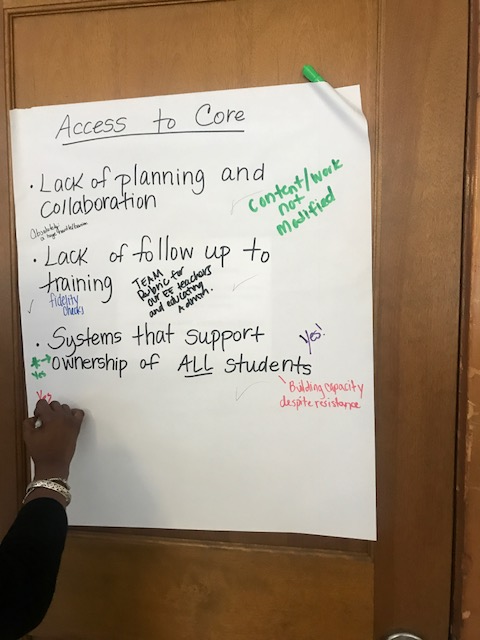 Access to Core
• Lack of planning and
collaboration
Content/work
not
modified
Absolutely
• Lack of follow up to
training
fidelity
checks
TEAM
Rubric for
our EE teachers
and educating
Admin.
• Systems that support
ownership of ALL students
Yes!
Yes
Building capacity
despite resistance
Yes